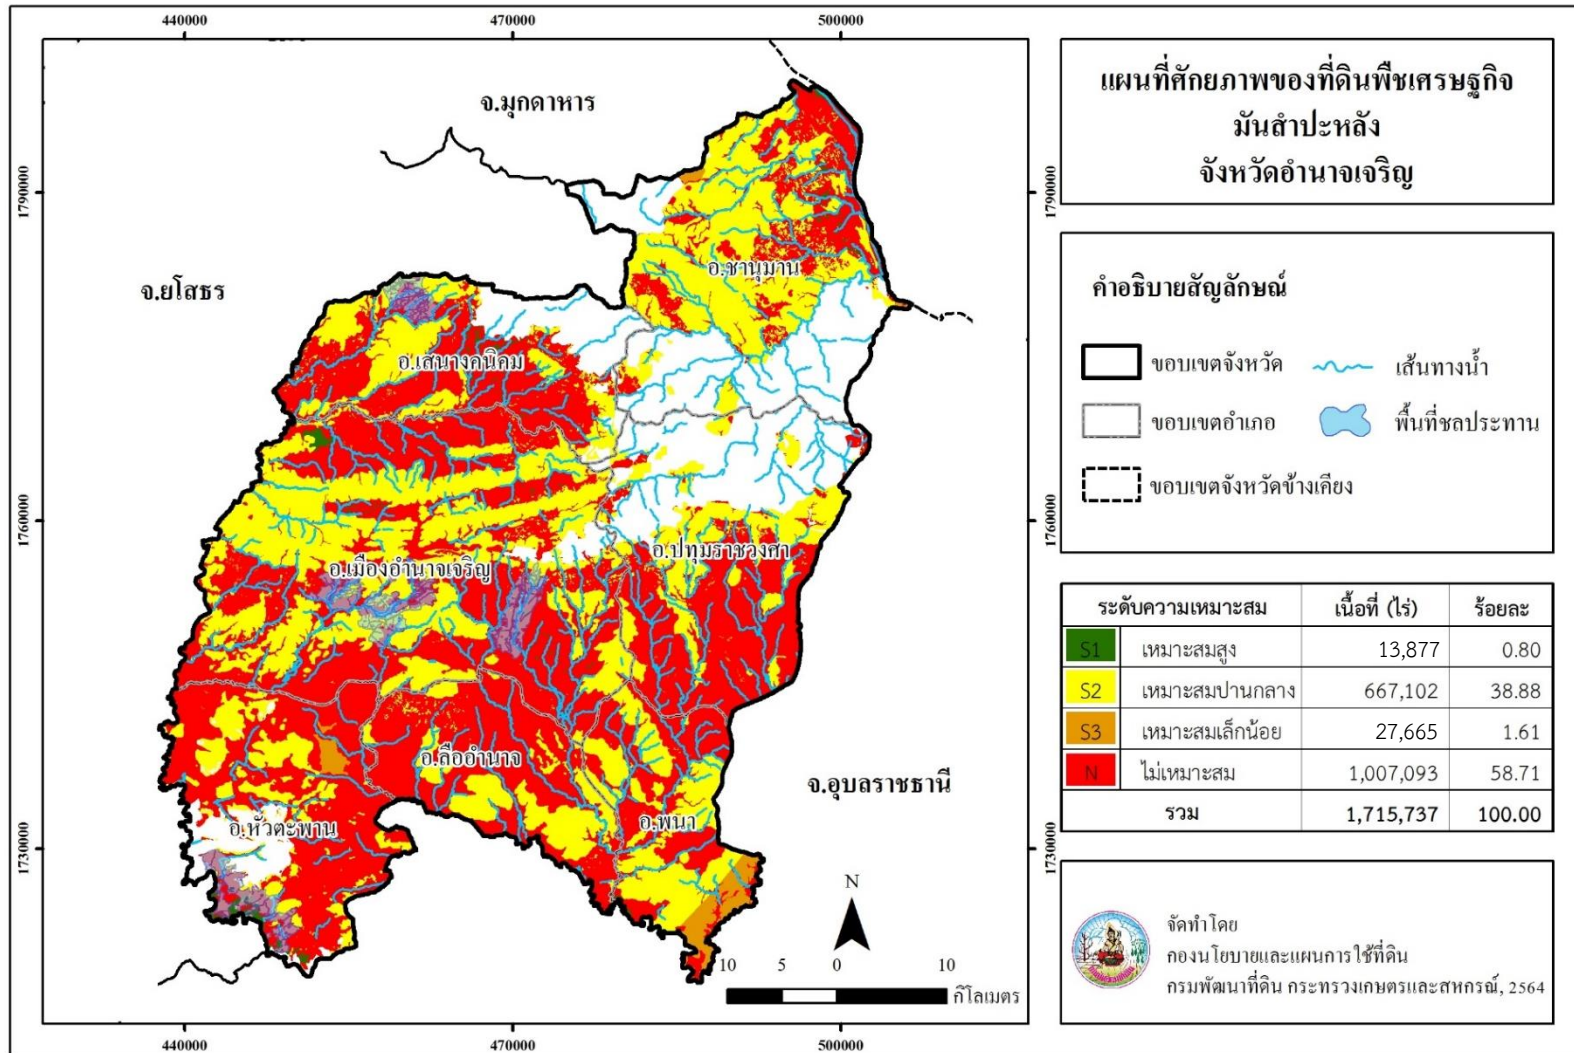 440000
470000
500000
แผนที่ศักยภาพของที่ดินพืชเศรษฐกิจ
มันสำปะหลัง
จังหวัดอำนาจเจริญ
จ.มุกดาหาร
1790000
1790000
อ.ชานุมาน
จ.ยโสธร
คำอธิบายสัญลักษณ์
อ.เสนางคนิคม
ขอบเขตจังหวัด
เส้นทางน้ำ
ขอบเขตอำเภอ
พื้นที่ชลประทาน
ขอบเขตจังหวัดข้างเคียง
1760000
1760000
อ.ปทุมราชวงศา
อ.เมืองอำนาจเจริญ
ระดับความเหมาะสม เนื้อที่ (ไร่) ร้อยละ
S1 เหมาะสมสูง 13,877 0.80
S2 เหมาะสมปานกลาง 667,102 38.88
S3 เหมาะสมเล็กน้อย 27,665 1.61
N ไม่เหมาะสม 1,007,093 58.71
รวม 1,715,737 100.00
อ.ลืออำนาจ
จ.อุบลราชธานี
อ.หัวตะพาน
อ.พนา
1730000
1730000
N
10 5 0 10
กิโลเมตร
จัดทำโดย
กองนโยบายและแผนการใช้ที่ดิน
กรมพัฒนาที่ดิน กระทรวงเกษตรและสหกรณ์, 2564
440000
470000
500000